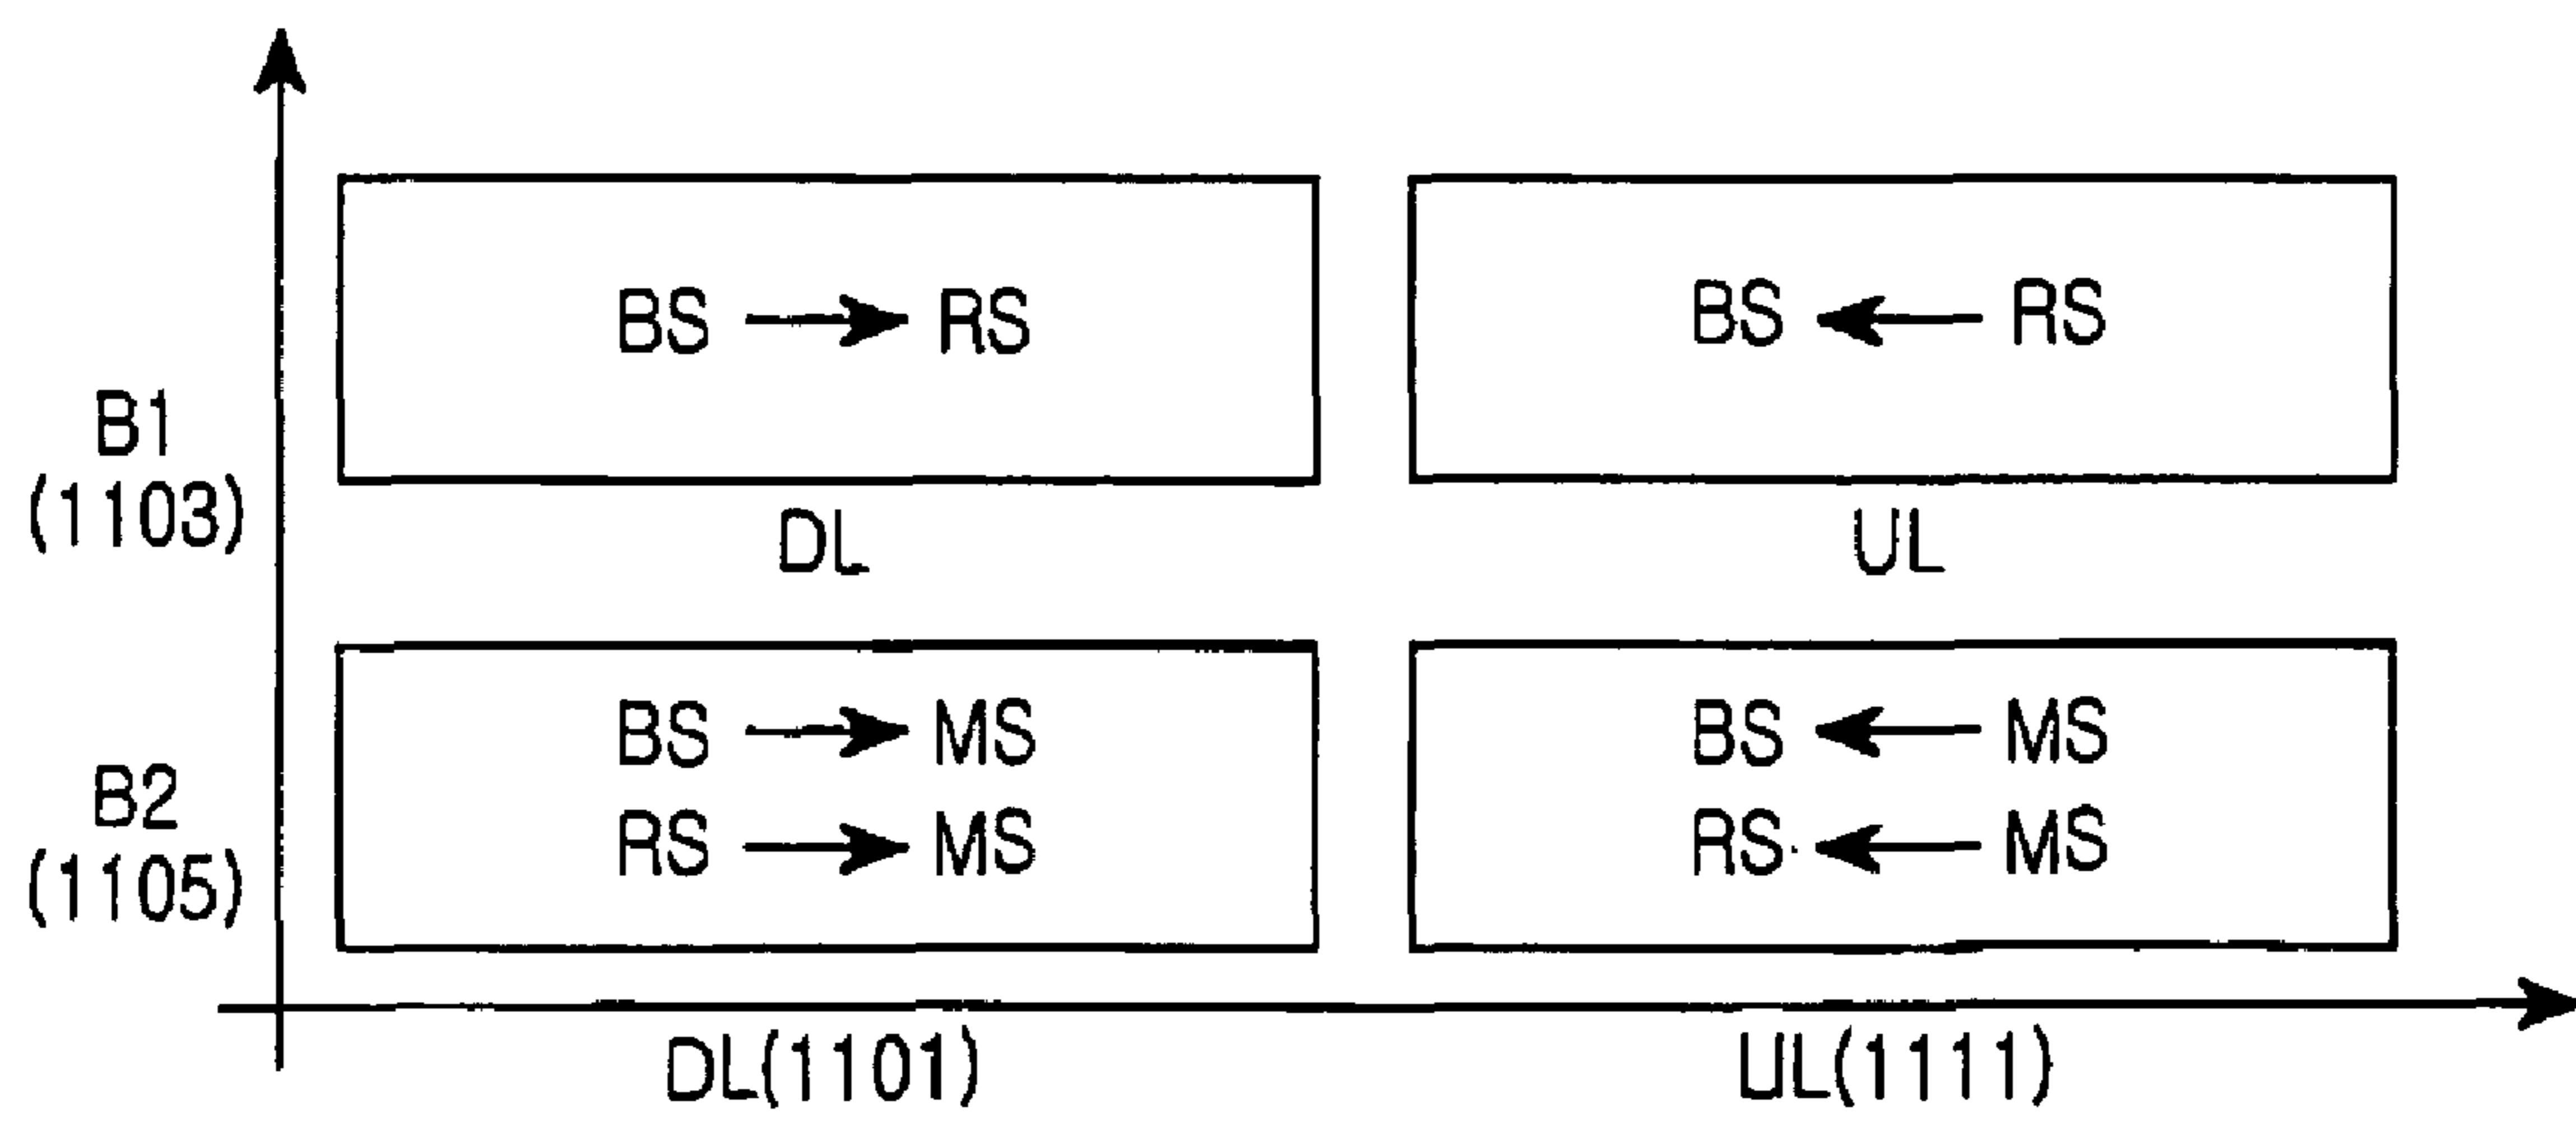 BS → RS
BS ← RS
B1
(1103)
DL
UL
BS → MS
RS → MS
BS ← MS
RS ← MS
B2
(1105)
DL(1101)
UL(1111)